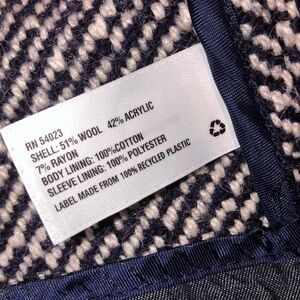 RN 54023
SHELL: 51% WOOL 42% ACRYLIC
7% RAYON
BODY LINING: 100%COTTON
SLEEVE LINING: 100% POLYESTER
LABEL MADE FROM 100% RECYCLED PLASTIC